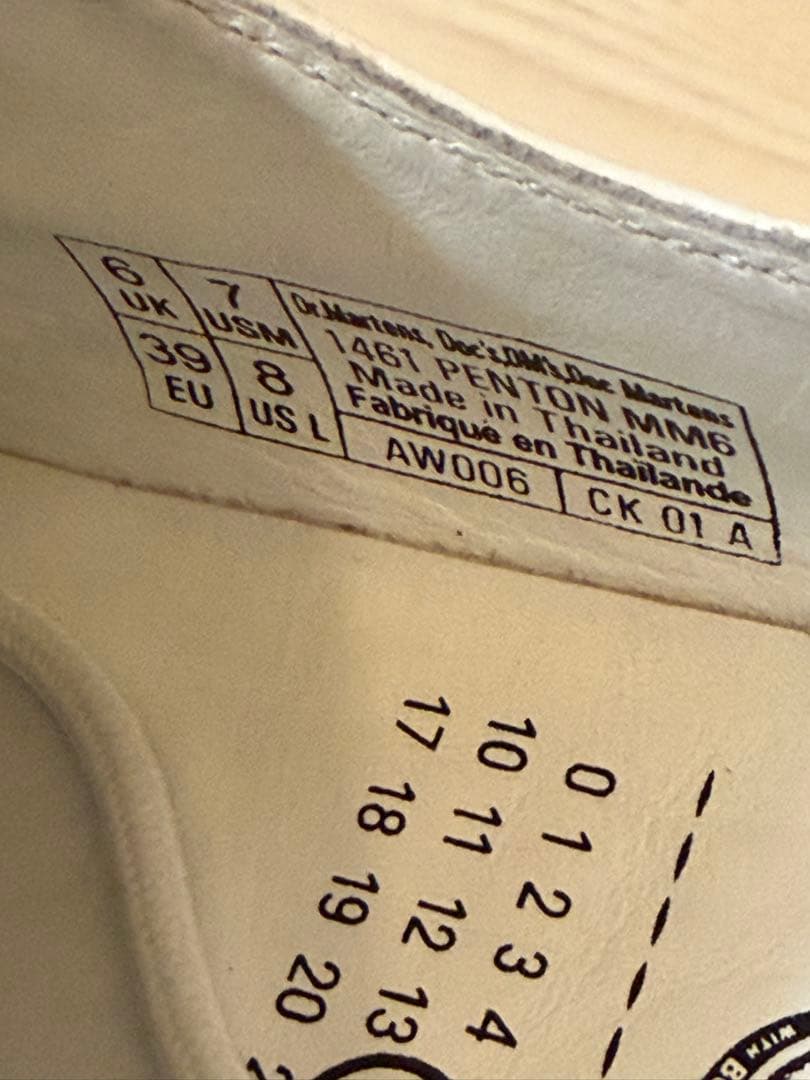 6 UK
7 USM
39 EU
8 US L
Dr.Martens, Doc's,DM's,Doc Martens
1461 PENTON MM6
Made in Thailand
Fabriqué en Thaïlande
AW006
CK 01 A
0 1 2 3 4
10 11 12 13
17 18 19 20
WITH